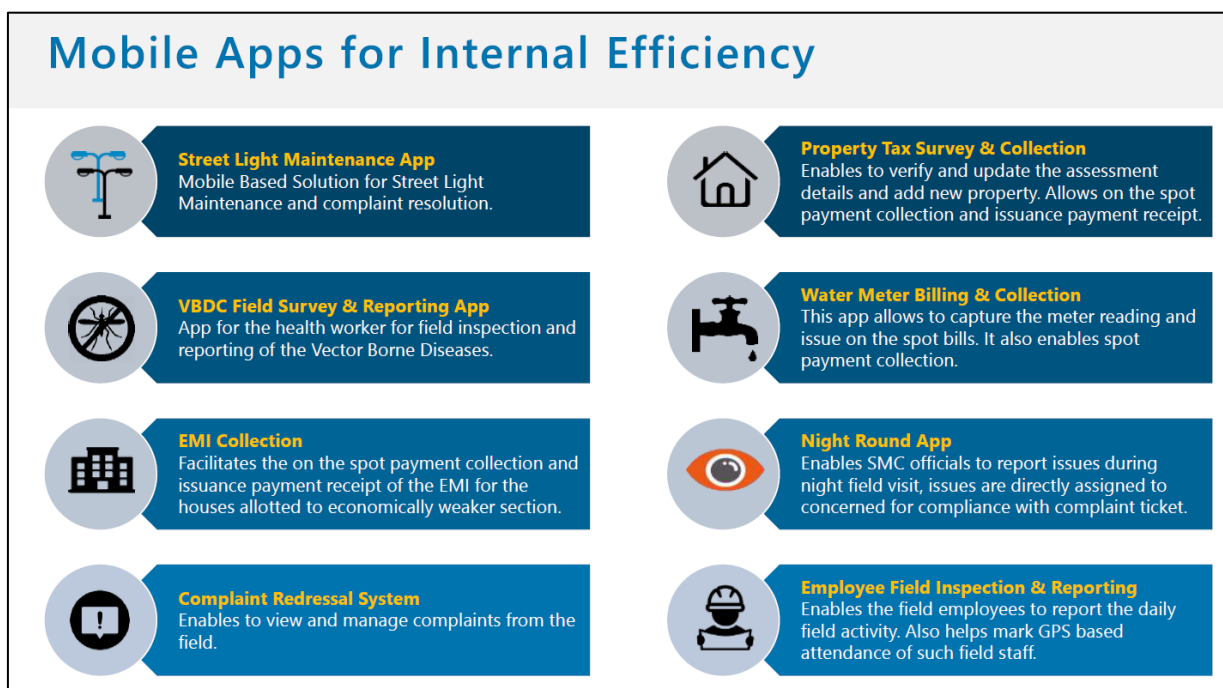 Mobile Apps for Internal Efficiency
Street Light Maintenance App
Mobile Based Solution for Street Light
Maintenance and complaint resolution.
Property Tax Survey & Collection
Enables to verify and update the assessment
details and add new property. Allows on the spot
payment collection and issuance payment receipt.
VBDC Field Survey & Reporting App
App for the health worker for field inspection and
reporting of the Vector Borne Diseases.
Water Meter Billing & Collection
This app allows to capture the meter reading and
issue on the spot bills. It also enables spot
payment collection.
EMI Collection
Facilitates the on the spot payment collection and
issuance payment receipt of the EMI for the
houses allotted to economically weaker section.
Night Round App
Enables SMC officials to report issues during
night field visit, issues are directly assigned to
concerned for compliance with complaint ticket.
Complaint Redressal System
Enables to view and manage complaints from the
field.
Employee Field Inspection & Reporting
Enables the field employees to report the daily
field activity. Also helps mark GPS based
attendance of such field staff.